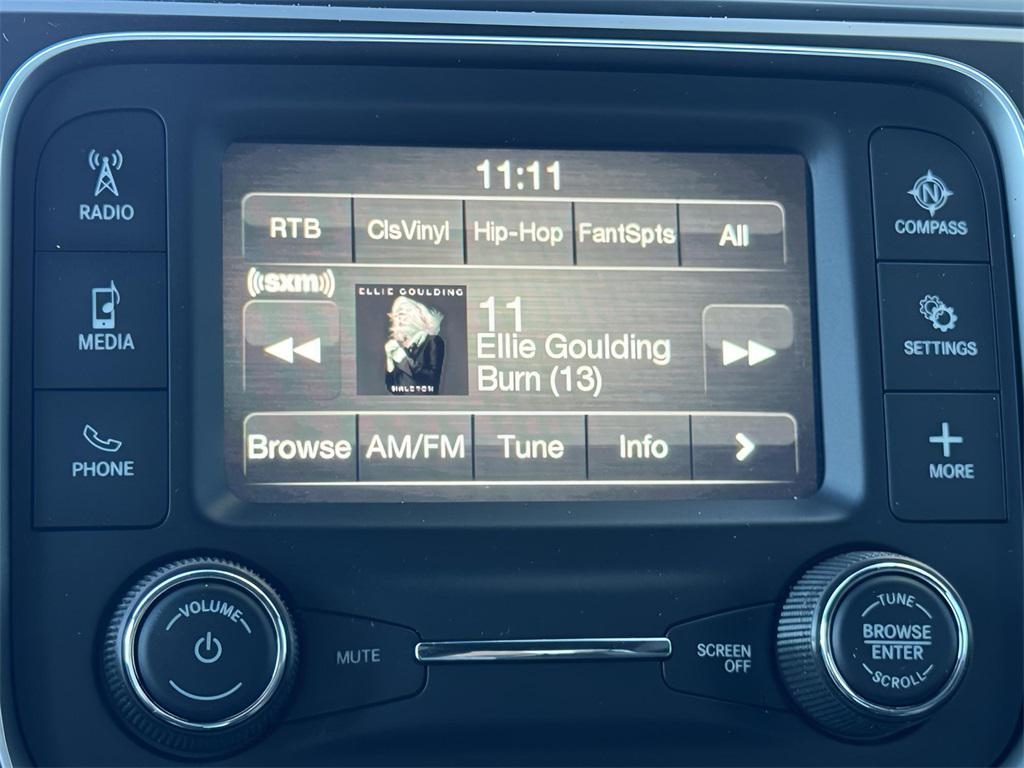 11:11
RTB
ClsVinyl
Hip-Hop
FantSpts
All
((sxm))
ELLIE GOULDING
HALCYON
11
Ellie Goulding
Burn (13)
Browse
AM/FM
Tune
Info
RADIO
MEDIA
PHONE
N
COMPASS
SETTINGS
MORE
VOLUME
MUTE
SCREEN
OFF
TUNE
BROWSE
ENTER
SCROLL